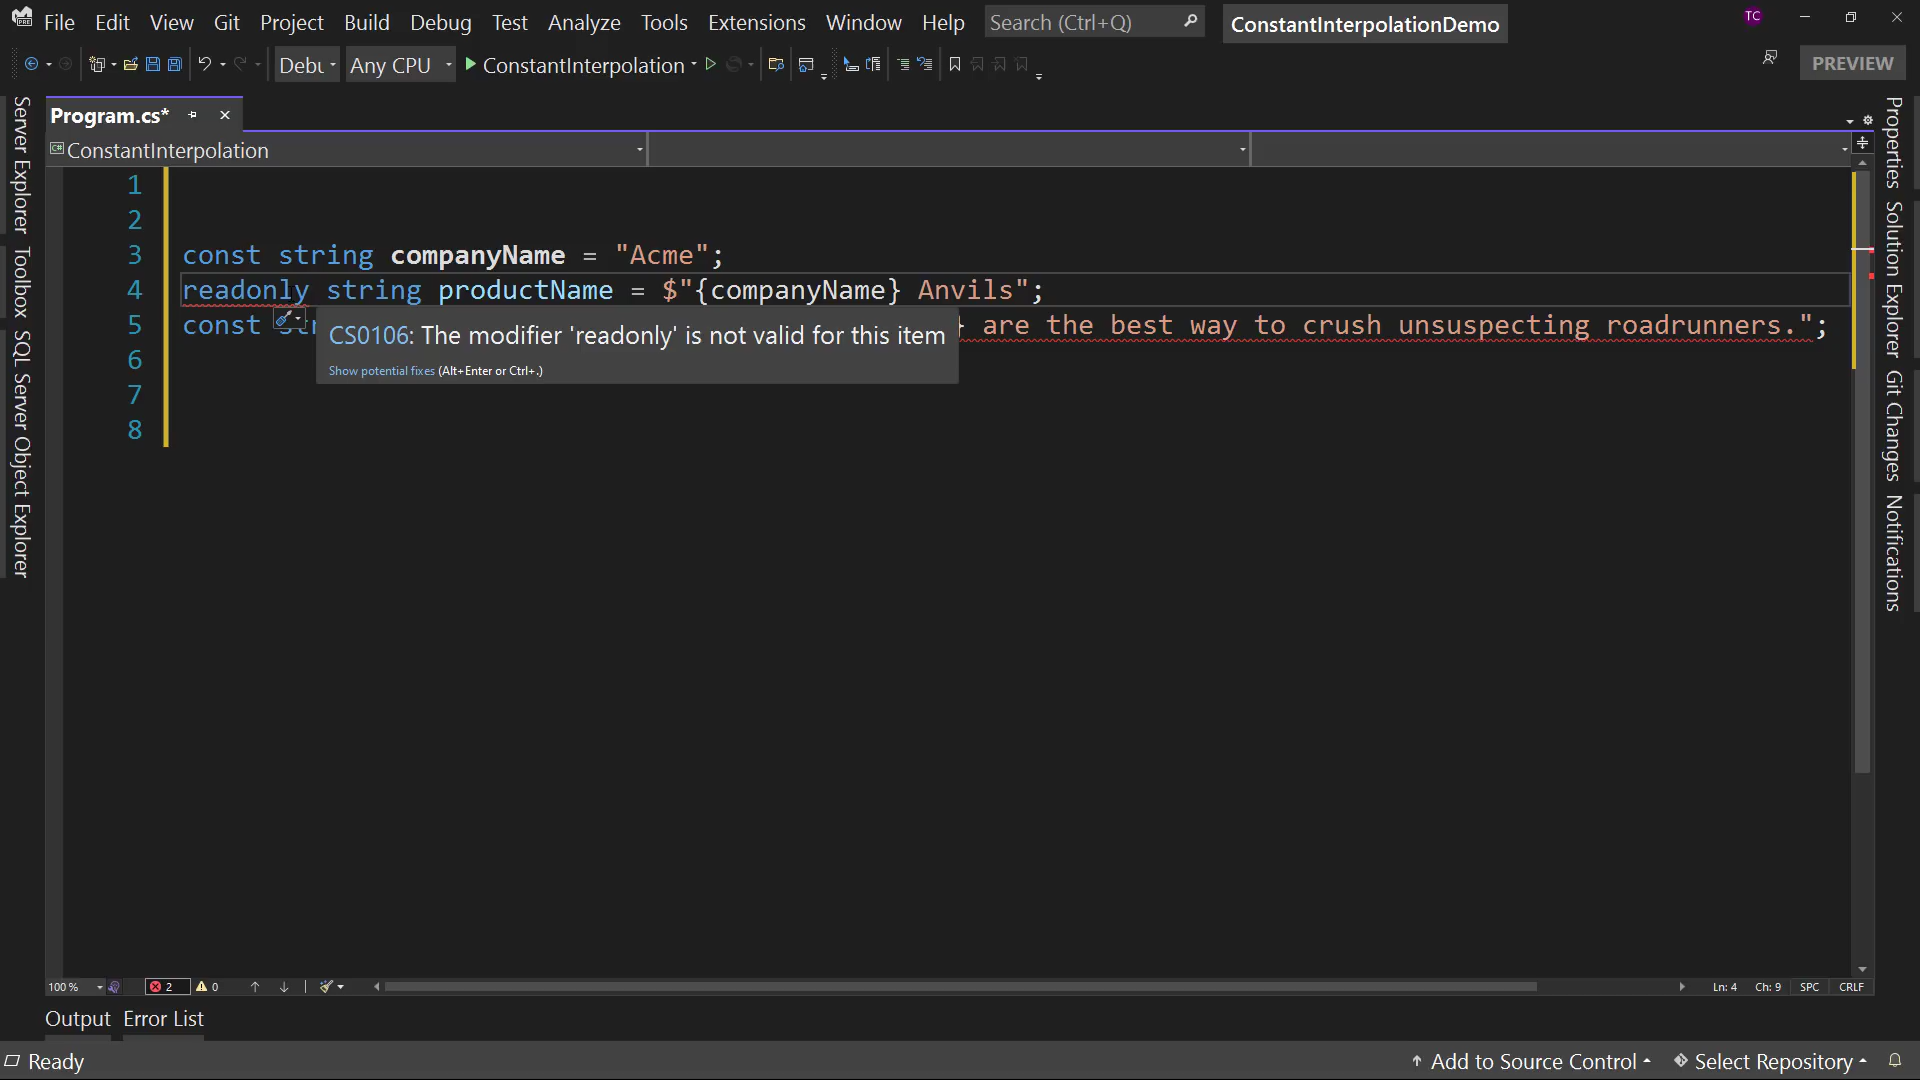 File Edit View Git Project Build Debug Test Analyze Tools Extensions Window Help Search (Ctrl+Q) ConstantInterpolationDemo TC
Any CPU ConstantInterpolation PREVIEW
Program.cs*
C# ConstantInterpolation
1
2
3 const string companyName = "Acme";
4 readonly string productName = $"{companyName} Anvils";
5 const are the best way to crush unsuspecting roadrunners.";
CS0106: The modifier 'readonly' is not valid for this item
Show potential fixes (Alt+Enter or Ctrl+.)
6
7
8
Server Explorer
Toolbox
SQL Server Object Explorer
Properties
Solution Explorer
Git Changes
Notifications
100 % 2 0 Ln: 4 Ch: 9 SPC CRLF
Output Error List
Ready Add to Source Control Select Repository